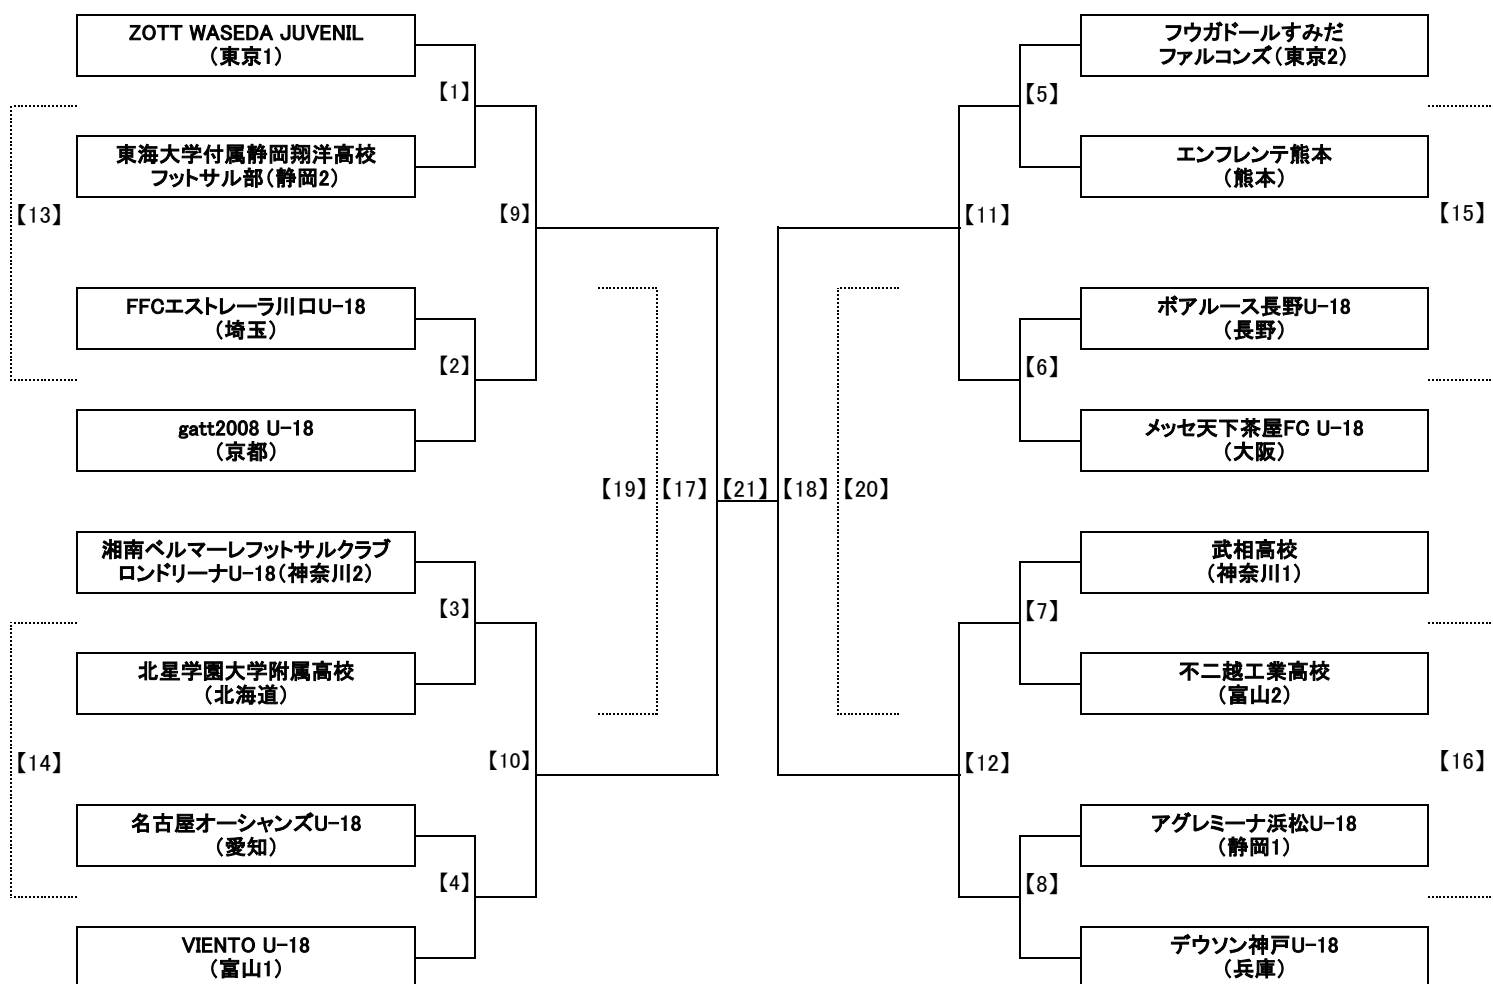 ZOTT WASEDA JUVENIL
（東京1）
【1】
東海大学付属静岡翔洋高校
フットサル部（静岡2）
【13】
【9】
FFCエストレーラ川口U-18
（埼玉）
【2】
gatt2008 U-18
（京都）
湘南ベルマーレフットサルクラブ
ロンドリーナU-18（神奈川2）
【3】
北星学園大学附属高校
（北海道）
【14】
【10】
名古屋オーシャンズU-18
（愛知）
【4】
VIENTO U-18
（富山1）
【19】【17】【21】【18】【20】
フウガドールすみだ
ファルコンズ（東京2）
【5】
エンフレンテ熊本
（熊本）
【11】
【15】
ボアルース長野U-18
（長野）
【6】
メッセ天下茶屋FC U-18
（大阪）
武相高校
（神奈川1）
【7】
不二越工業高校
（富山2）
【12】
【16】
アグレミーナ浜松U-18
（静岡1）
【8】
デウソン神戸U-18
（兵庫）